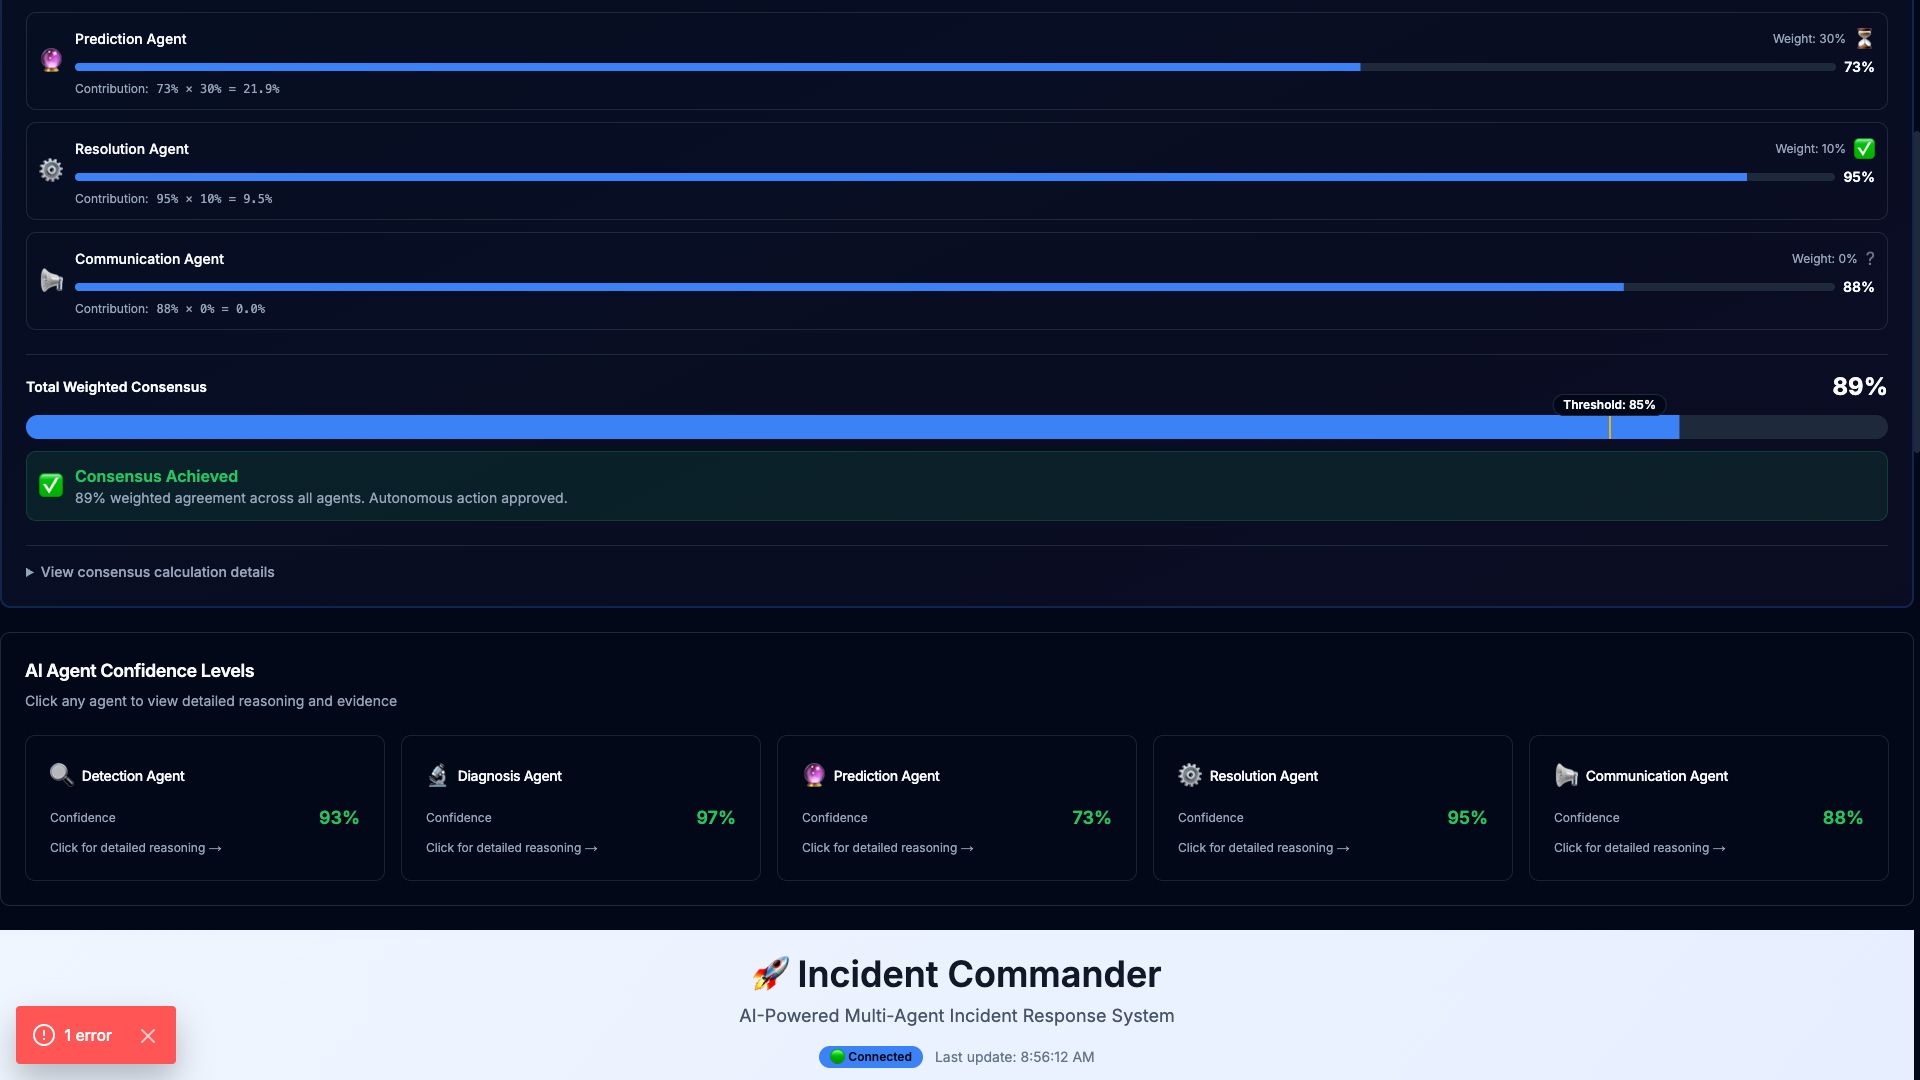 Prediction Agent
Weight: 30%
73%
Contribution: 73% × 30% = 21.9%
Resolution Agent
Weight: 10%
95%
Contribution: 95% × 10% = 9.5%
Communication Agent
Weight: 0% ?
88%
Contribution: 88% × 0% = 0.0%
Total Weighted Consensus
89%
Threshold: 85%
Consensus Achieved
89% weighted agreement across all agents. Autonomous action approved.
▶ View consensus calculation details
AI Agent Confidence Levels
Click any agent to view detailed reasoning and evidence
Detection Agent
Confidence 93%
Click for detailed reasoning →
Diagnosis Agent
Confidence 97%
Click for detailed reasoning →
Prediction Agent
Confidence 73%
Click for detailed reasoning →
Resolution Agent
Confidence 95%
Click for detailed reasoning →
Communication Agent
Confidence 88%
Click for detailed reasoning →
🚀 Incident Commander
AI-Powered Multi-Agent Incident Response System
Connected
Last update: 8:56:12 AM
1 error